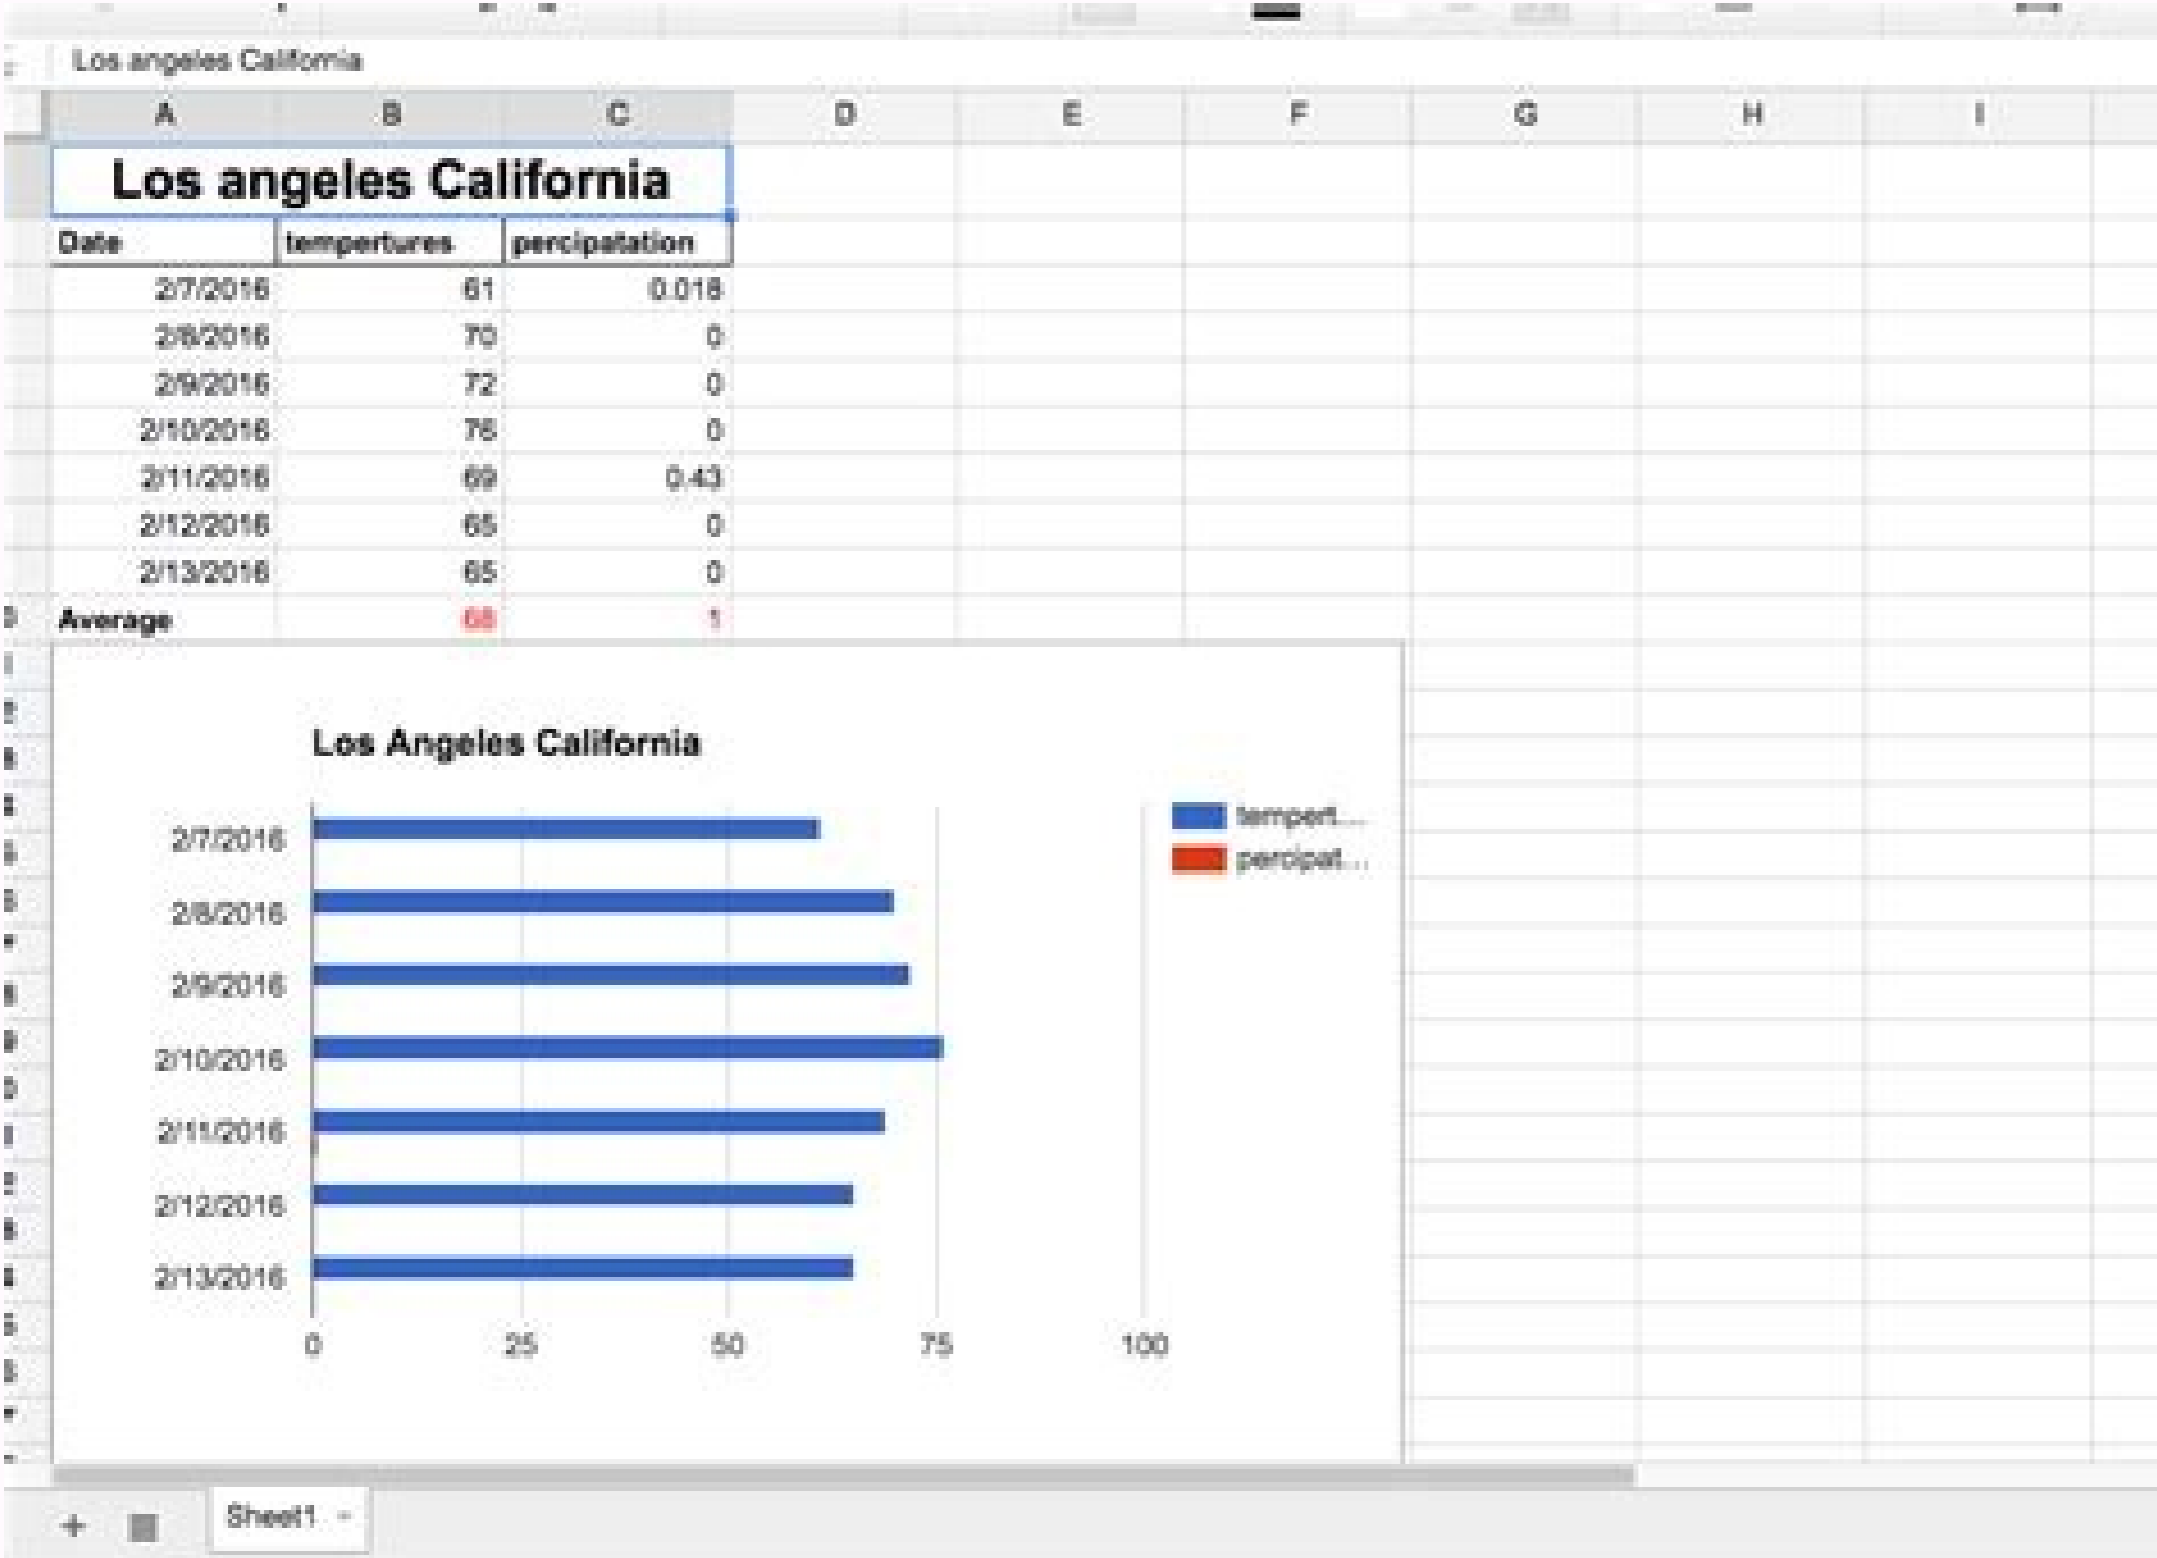 Los angeles California
A B C D E F G H I
Los angeles California
Date tempertures percipatation
2/7/2016 61 0.018
2/8/2016 70 0
2/9/2016 72 0
2/10/2016 76 0
2/11/2016 69 0.43
2/12/2016 65 0
2/13/2016 65 0
Average 68 1
Los Angeles California
tempert...
percipat...
2/7/2016
2/8/2016
2/9/2016
2/10/2016
2/11/2016
2/12/2016
2/13/2016
0 25 50 75 100
+ Sheet1